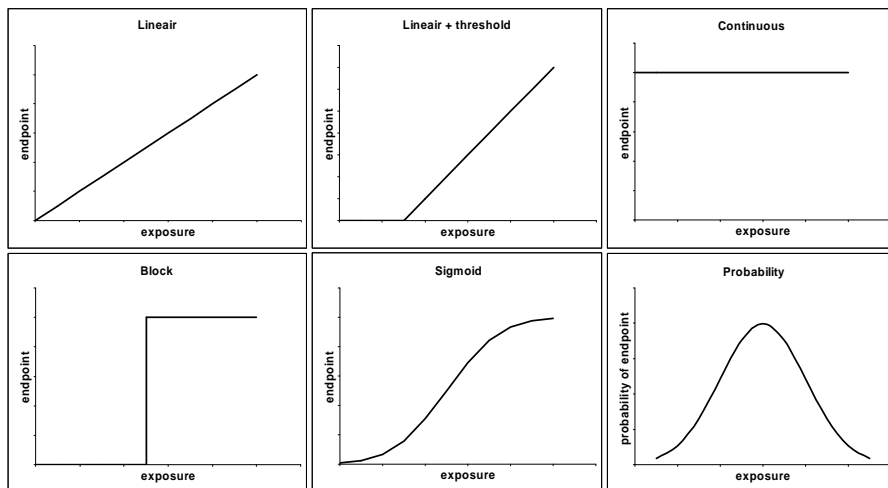 Lineair
endpoint
exposure
Lineair + threshold
endpoint
exposure
Continuous
endpoint
exposure
Block
endpoint
exposure
Sigmoid
endpoint
exposure
Probability
probability of endpoint
exposure